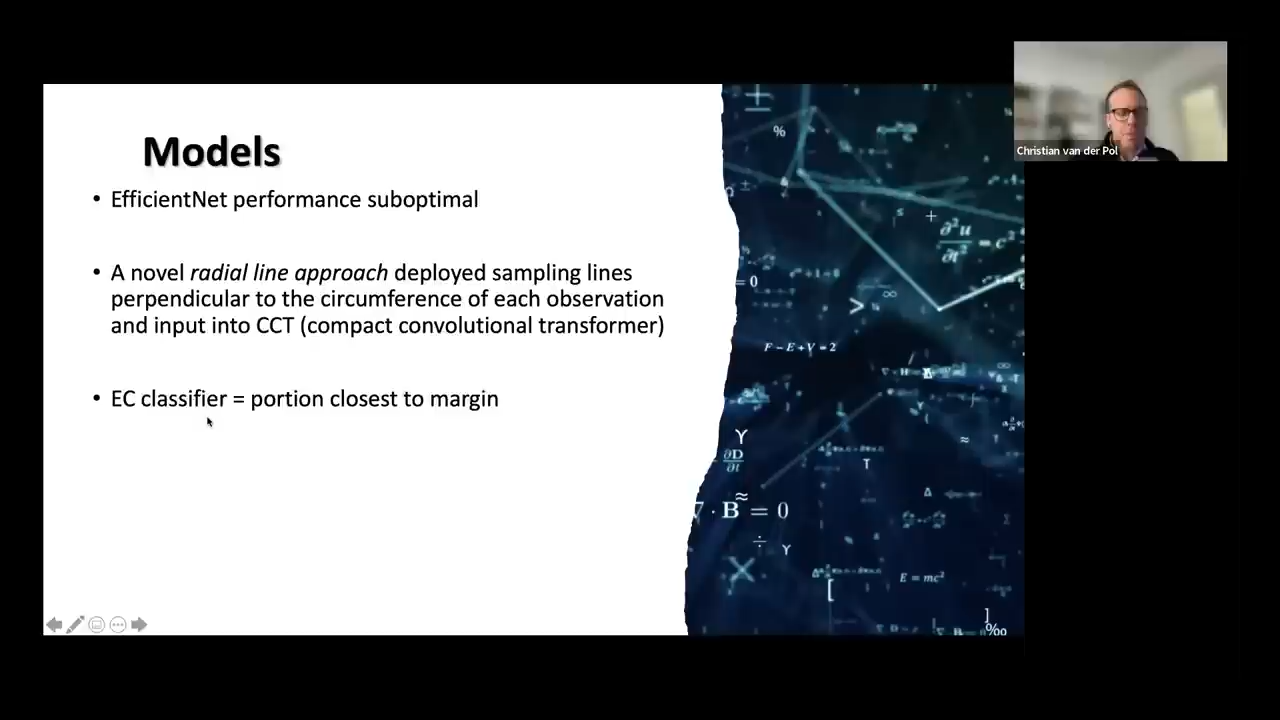 Models
• EfficientNet performance suboptimal
• A novel radial line approach deployed sampling lines
perpendicular to the circumference of each observation
and input into CCT (compact convolutional transformer)
• EC classifier = portion closest to margin
Christian van der Pol
±
%
≤
+
= 0
>
∞
F − E + V = 2
Υ
≈
∇ · B = 0
÷
Υ
E = mc²
[
]
‰